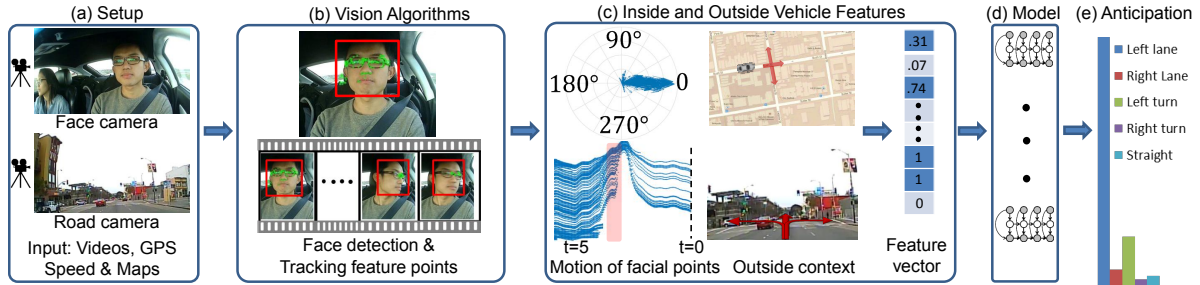 (a) Setup
Face camera
Road camera
Input: Videos, GPS
Speed & Maps
(b) Vision Algorithms
Face detection &
Tracking feature points
(c) Inside and Outside Vehicle Features
90°
180°
0
270°
t=5
t=0
Motion of facial points
Outside context
.31
.07
.74
1
1
0
Feature
vector
(d) Model
(e) Anticipation
Left lane
Right Lane
Left turn
Right turn
Straight